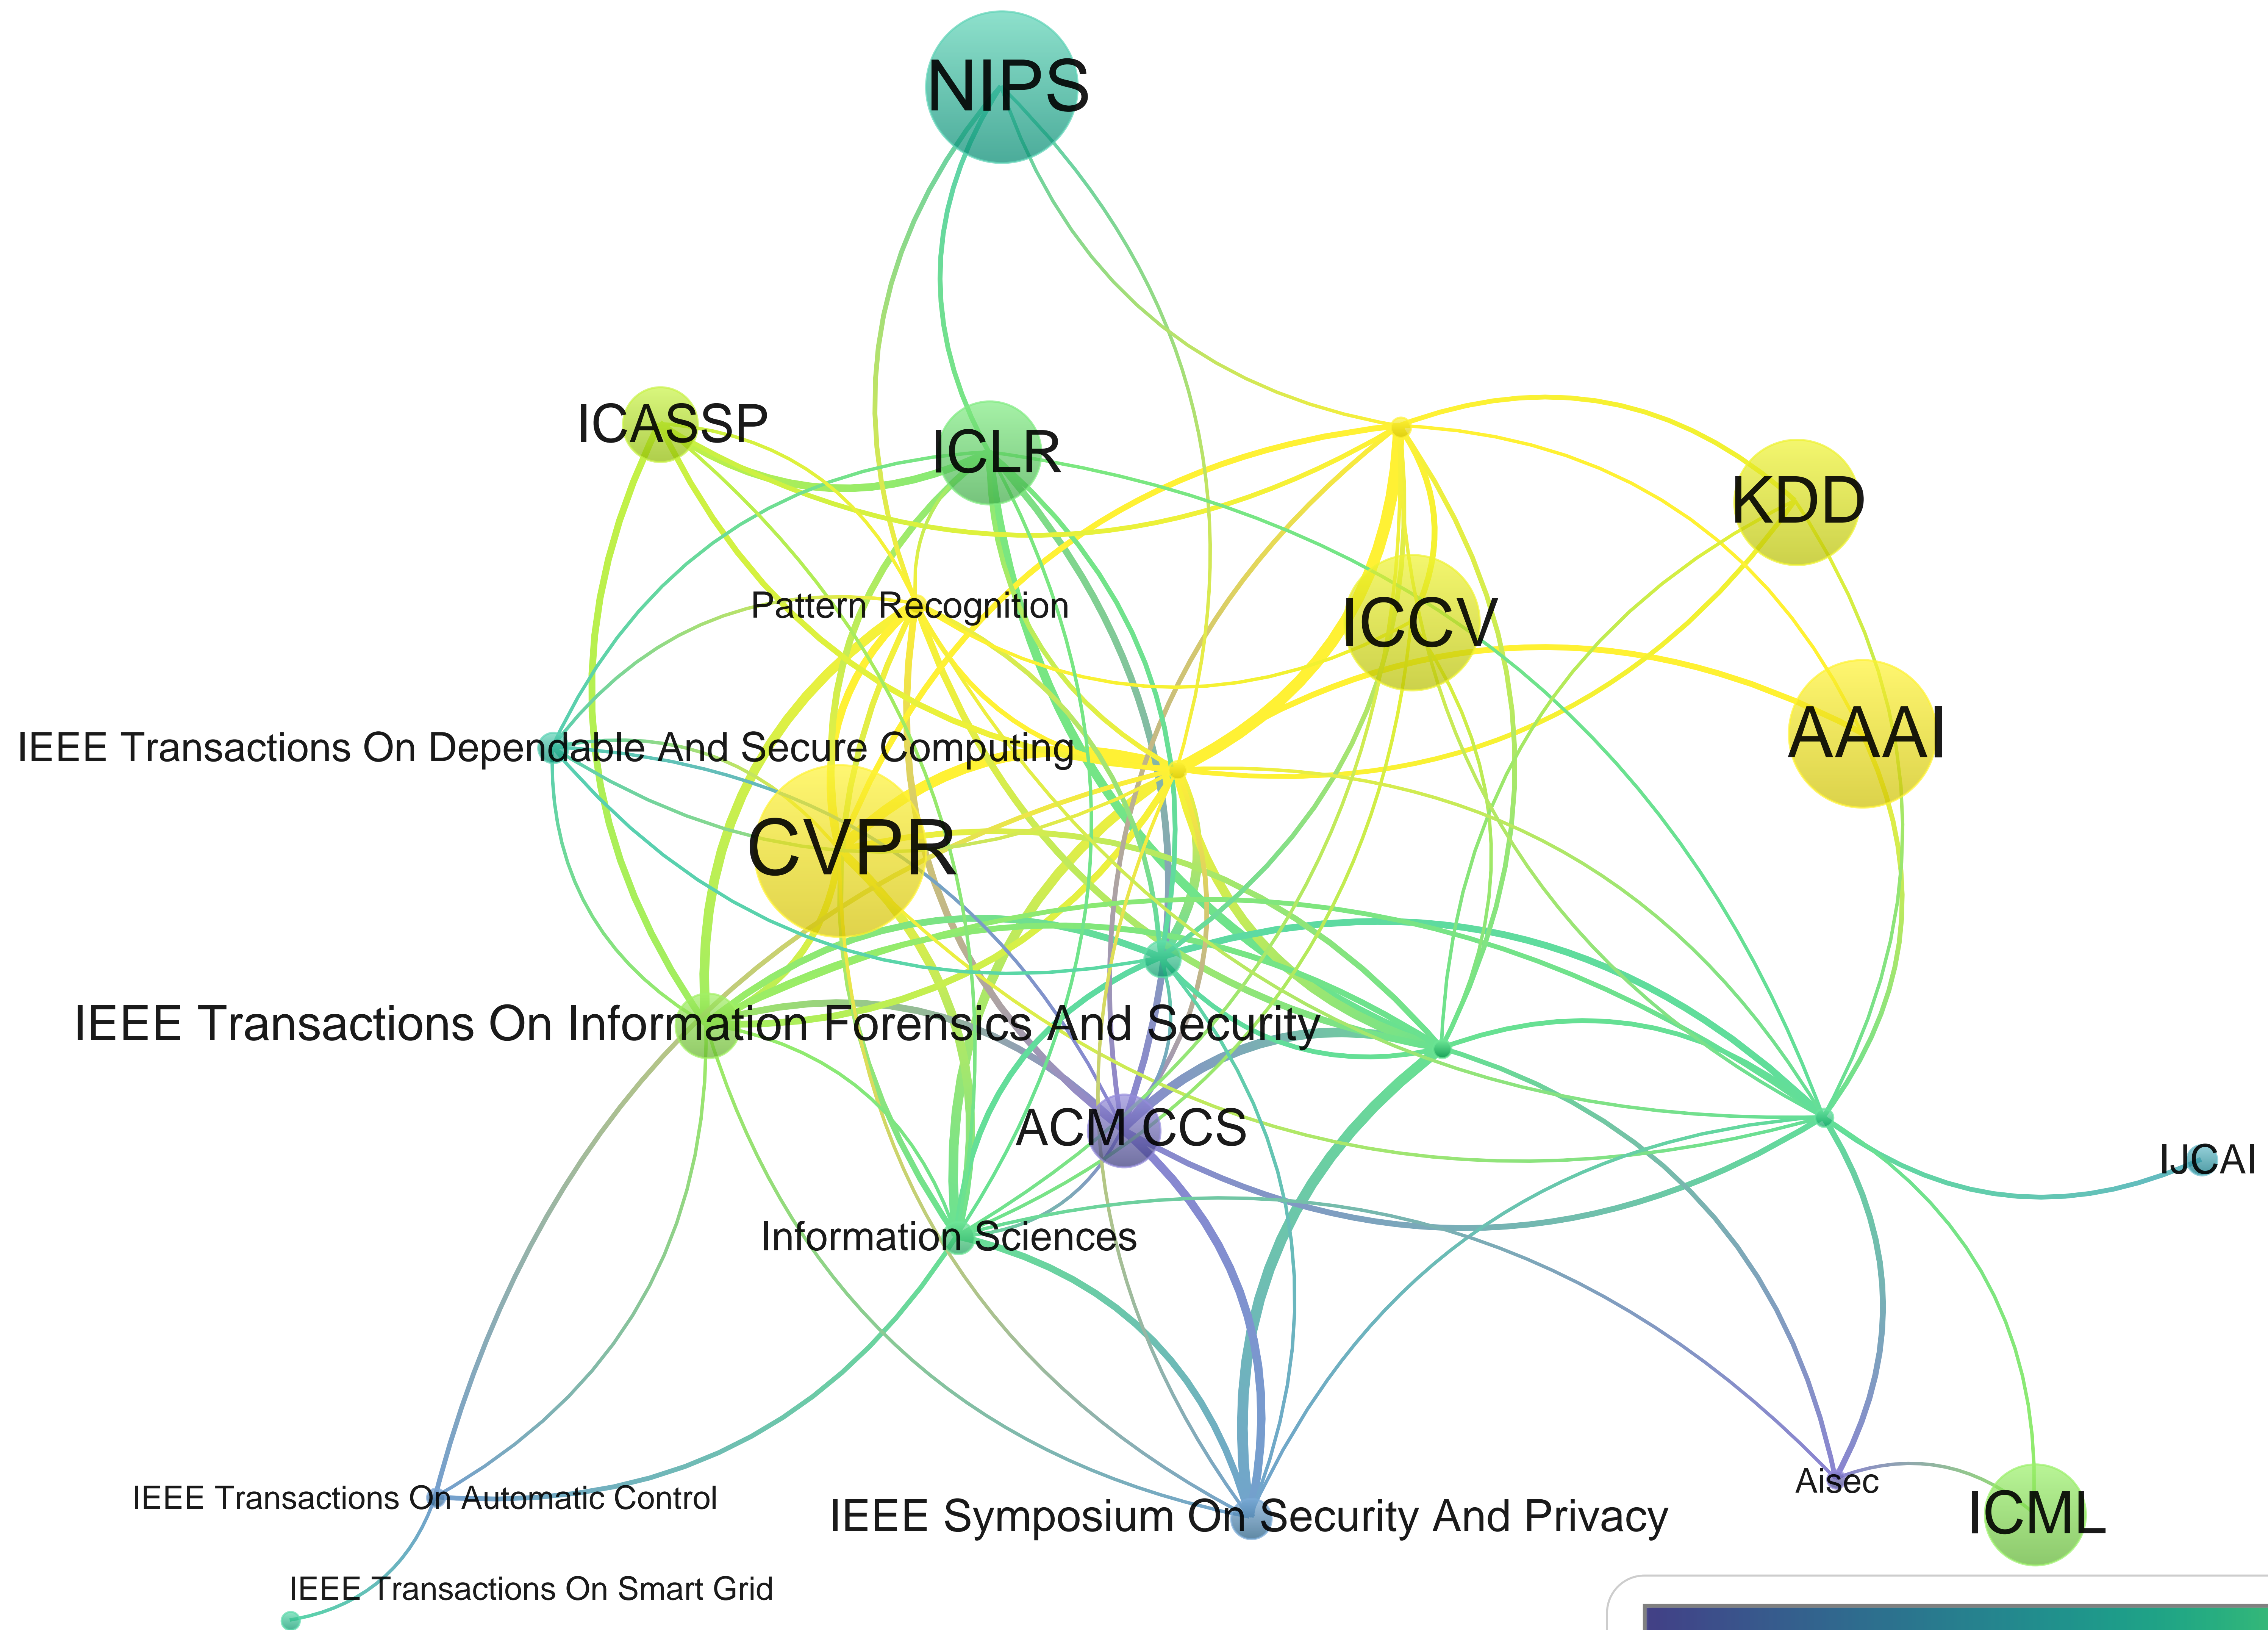 NIPS
ICASSP
ICLR
KDD
Pattern Recognition
ICCV
IEEE Transactions On Dependable And Secure Computing
AAAI
CVPR
IEEE Transactions On Information Forensics And Security
ACM CCS
IJCAI
Information Sciences
IEEE Transactions On Automatic Control
Aisec
IEEE Symposium On Security And Privacy
ICML
IEEE Transactions On Smart Grid